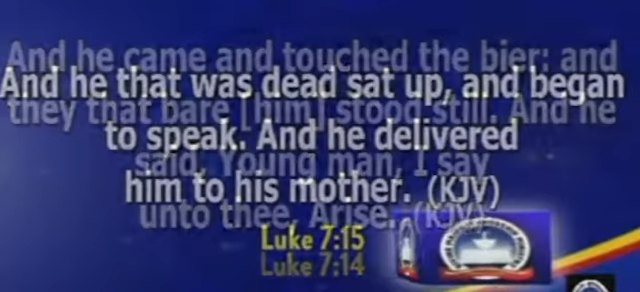 And he came and touched the bier: and
And he that was dead sat up, and began
they that bare [him] stood still. And he
to speak. And he delivered
said, Young man, I say
him to his mother. (KJV)
unto thee, Arise. (KJV)
Luke 7:15
Luke 7:14